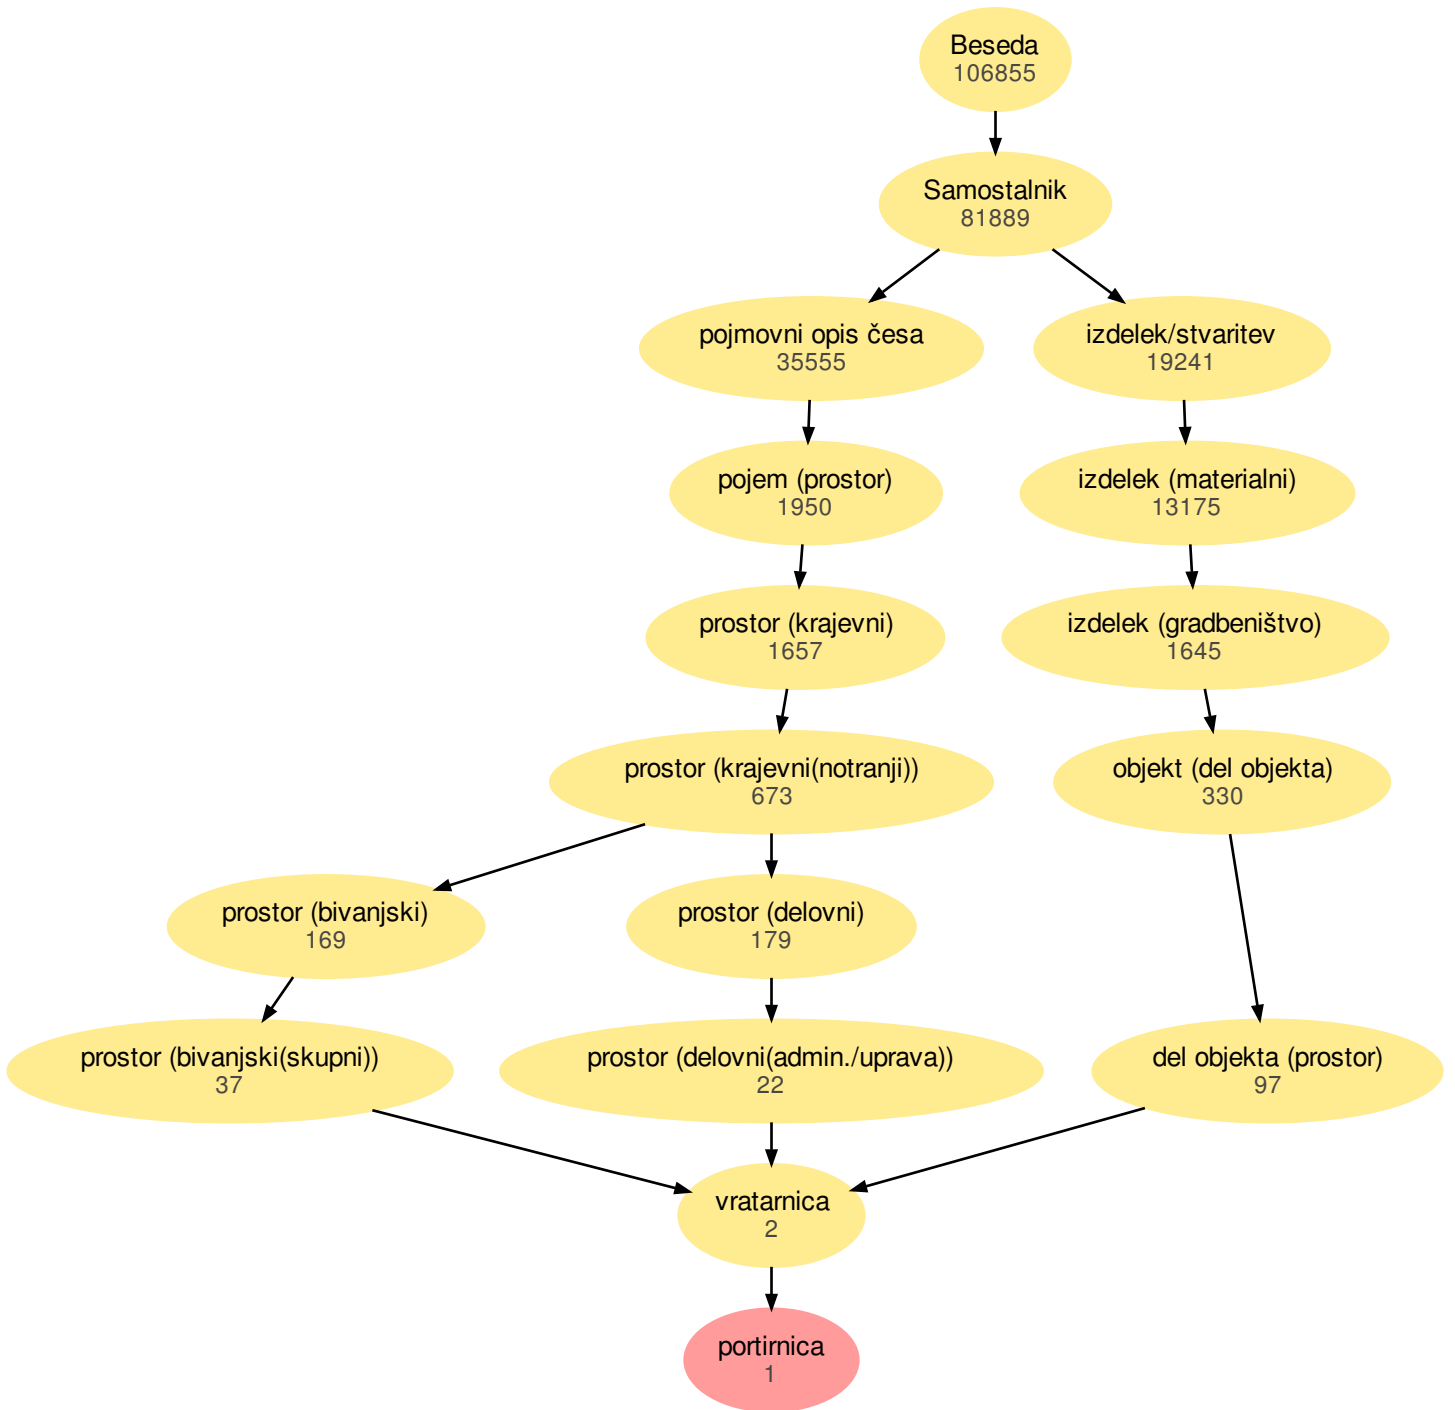 Beseda
106855
Samostalnik
81889
pojmovni opis česa
35555
izdelek/stvaritev
19241
pojem (prostor)
1950
izdelek (materialni)
13175
prostor (krajevni)
1657
izdelek (gradbeništvo)
1645
prostor (krajevni(notranji))
673
objekt (del objekta)
330
prostor (bivanjski)
169
prostor (delovni)
179
prostor (bivanjski(skupni))
37
prostor (delovni(admin./uprava))
22
del objekta (prostor)
97
vratarnica
2
portirnica
1